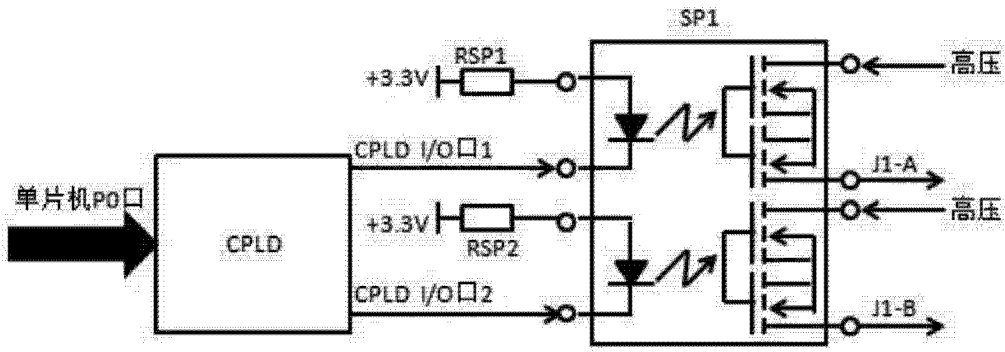 SP1
RSP1
高压
+3.3V
CPLD I/O口1
J1-A
单片机P0口
+3.3V
高压
CPLD
RSP2
CPLD I/O口2
J1-B